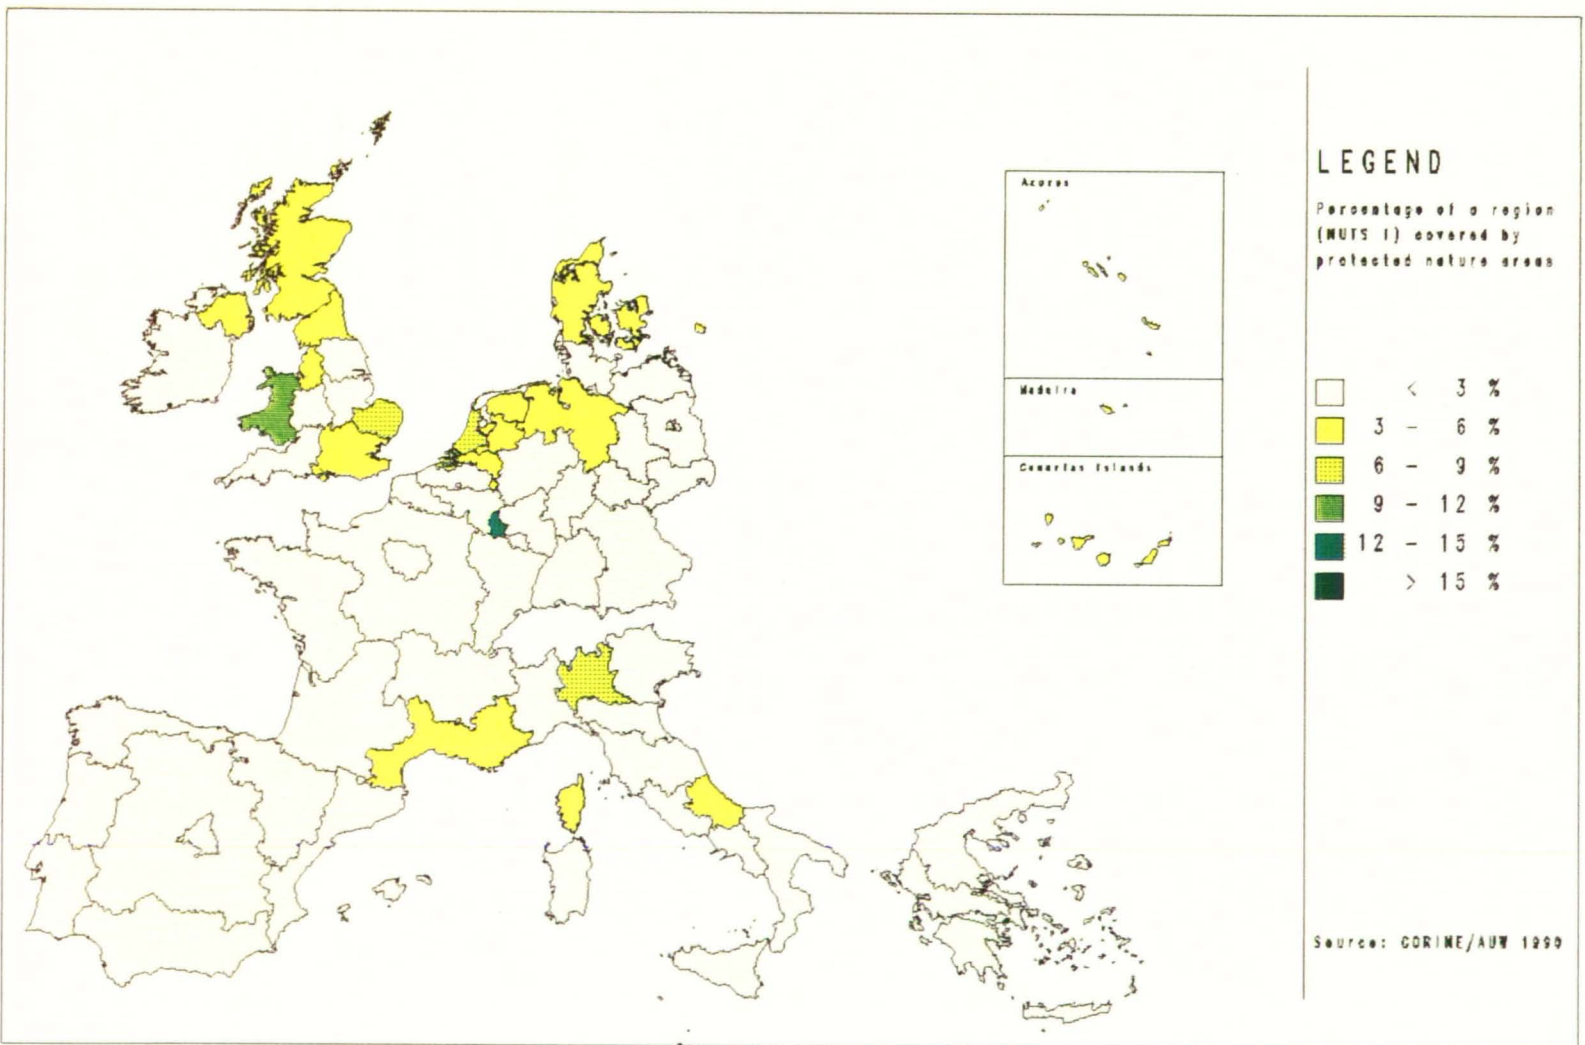 Azores
Madeira
Canarias Islands
LEGEND
Percentage of a region
(NUTS I) covered by
protected nature areas
< 3 %
3 - 6 %
6 - 9 %
9 - 12 %
12 - 15 %
> 15 %
Source: CORINE/AUW 1990